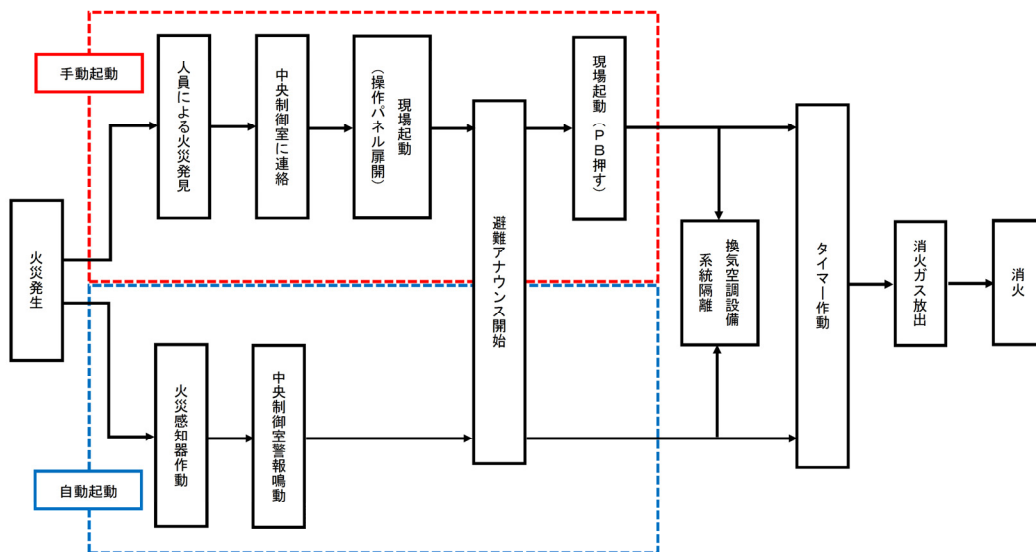 手動起動
人員による火災発見
中央制御室に連絡
現場起動
（操作パネル扉開）
避難アナウンス開始
現場起動（ＰＢ押す）
火災発生
換気空調設備
系統隔離
タイマー作動
消火ガス放出
消火
火災感知器作動
中央制御室警報鳴動
自動起動